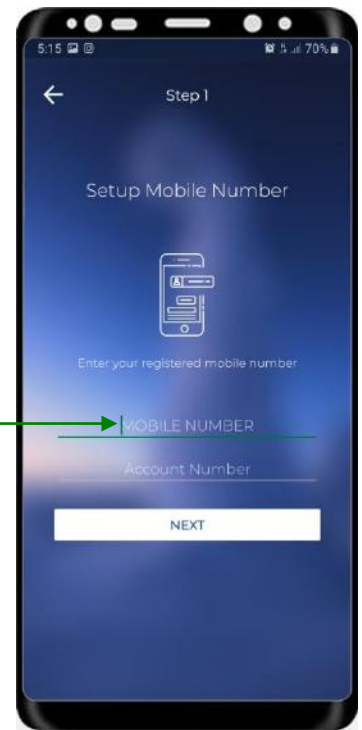 5:15 70%
Step 1
Setup Mobile Number
Enter your registered mobile number
MOBILE NUMBER
Account Number
NEXT